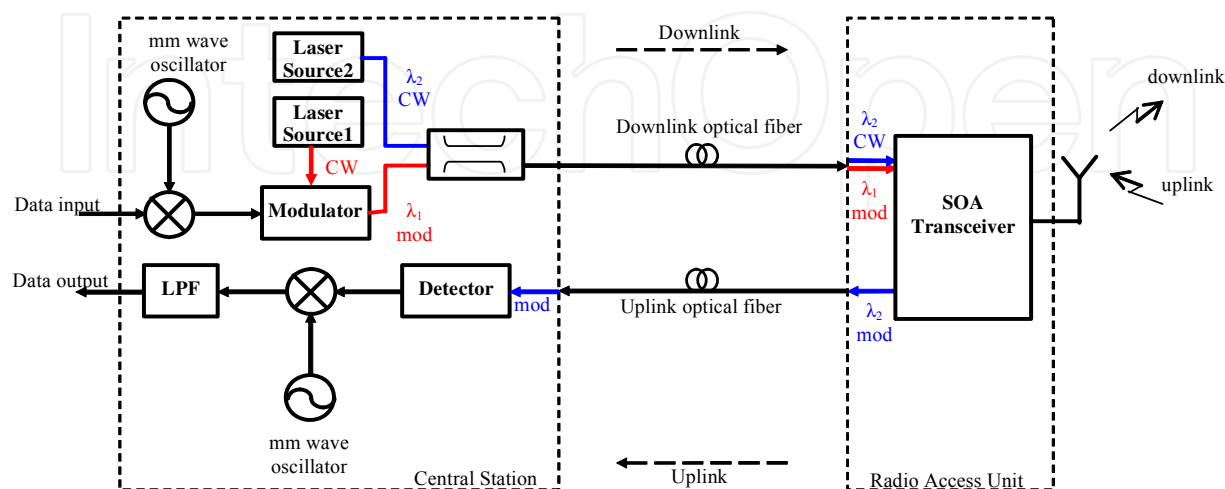 IntechOpen
mm wave
oscillator
Laser
Source2
λ2
CW
Laser
Source1
CW
Data input
Modulator
λ1
mod
Downlink
Downlink optical fiber
λ2
CW
λ1
mod
SOA
Transceiver
downlink
uplink
Data output
LPF
Detector
mod
Uplink optical fiber
λ2
mod
mm wave
oscillator
Central Station
Uplink
Radio Access Unit